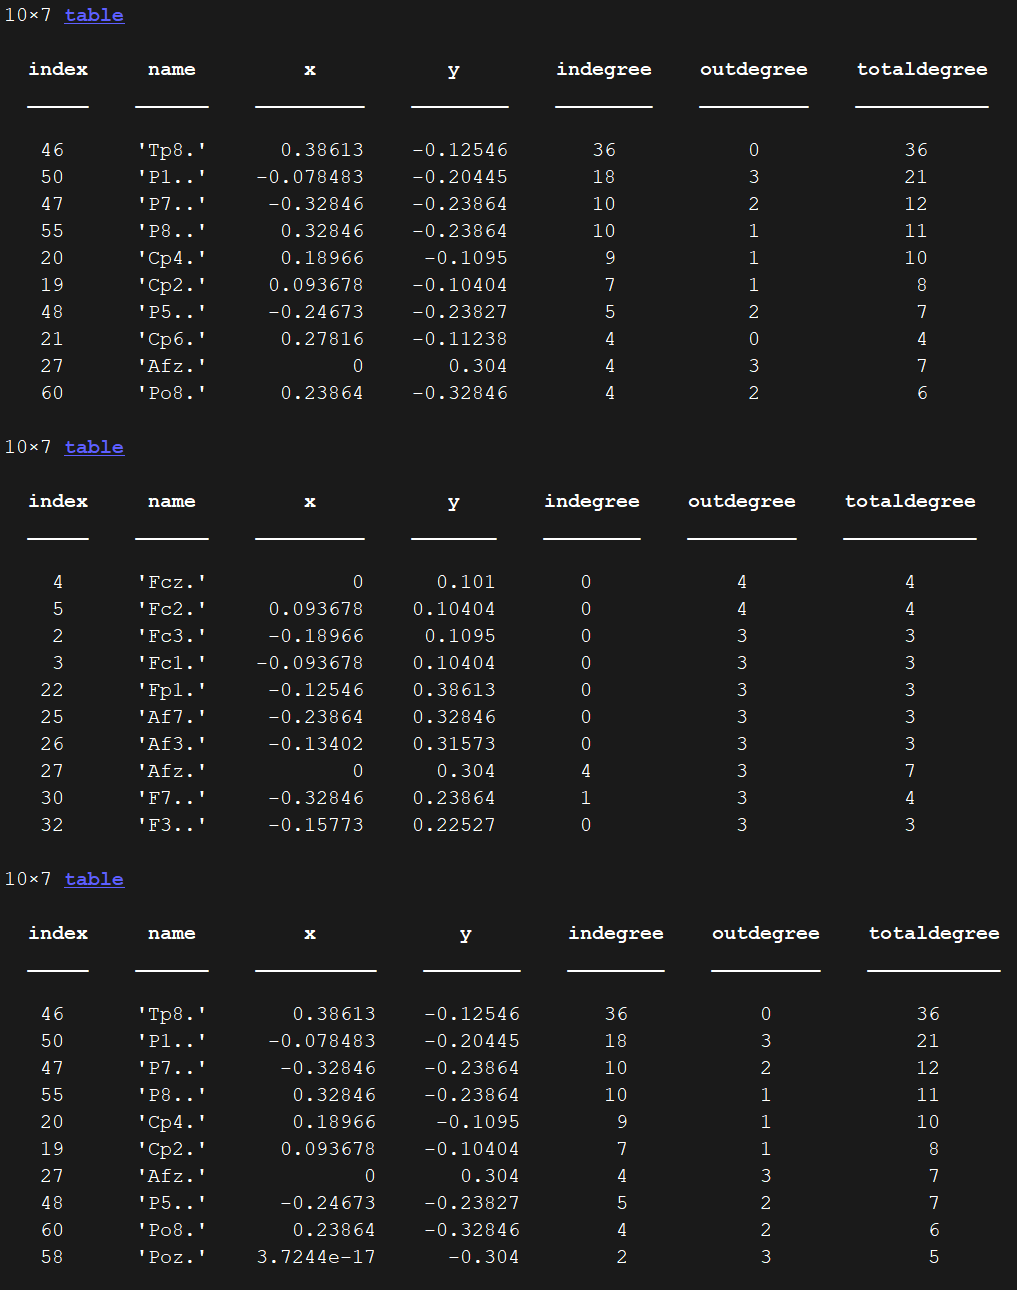 10×7 table
index name x y indegree outdegree totaldegree
46 'Tp8.' 0.38613 -0.12546 36 0 36
50 'P1..' -0.078483 -0.20445 18 3 21
47 'P7..' -0.32846 -0.23864 10 2 12
55 'P8..' 0.32846 -0.23864 10 1 11
20 'Cp4.' 0.18966 -0.1095 9 1 10
19 'Cp2.' 0.093678 -0.10404 7 1 8
48 'P5..' -0.24673 -0.23827 5 2 7
21 'Cp6.' 0.27816 -0.11238 4 0 4
27 'Afz.' 0 0.304 4 3 7
60 'Po8.' 0.23864 -0.32846 4 2 6
10×7 table
index name x y indegree outdegree totaldegree
4 'Fcz.' 0 0.101 0 4 4
5 'Fc2.' 0.093678 0.10404 0 4 4
2 'Fc3.' -0.18966 0.1095 0 3 3
3 'Fc1.' -0.093678 0.10404 0 3 3
22 'Fp1.' -0.12546 0.38613 0 3 3
25 'Af7.' -0.23864 0.32846 0 3 3
26 'Af3.' -0.13402 0.31573 0 3 3
27 'Afz.' 0 0.304 4 3 7
30 'F7..' -0.32846 0.23864 1 3 4
32 'F3..' -0.15773 0.22527 0 3 3
10×7 table
index name x y indegree outdegree totaldegree
46 'Tp8.' 0.38613 -0.12546 36 0 36
50 'P1..' -0.078483 -0.20445 18 3 21
47 'P7..' -0.32846 -0.23864 10 2 12
55 'P8..' 0.32846 -0.23864 10 1 11
20 'Cp4.' 0.18966 -0.1095 9 1 10
19 'Cp2.' 0.093678 -0.10404 7 1 8
27 'Afz.' 0 0.304 4 3 7
48 'P5..' -0.24673 -0.23827 5 2 7
60 'Po8.' 0.23864 -0.32846 4 2 6
58 'Poz.' 3.7244e-17 -0.304 2 3 5